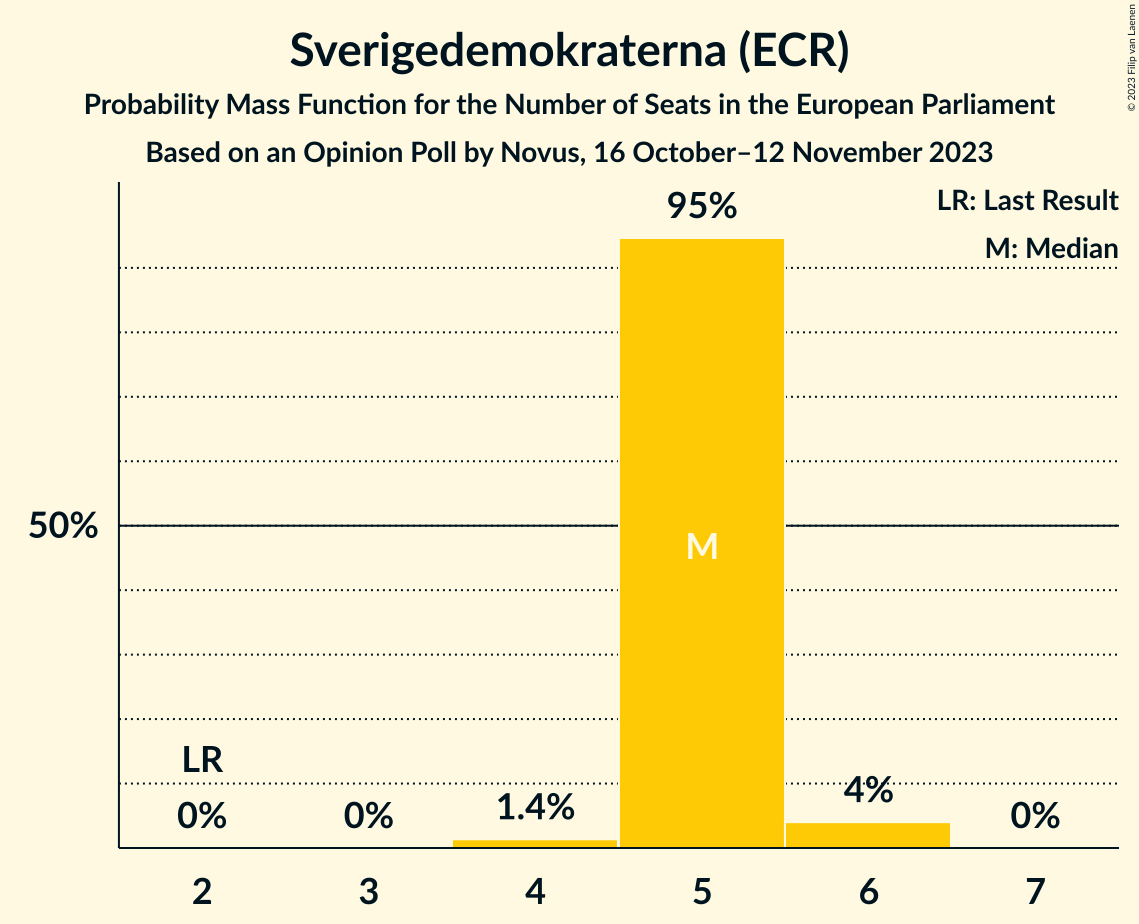 Sverigedemokraterna (ECR)
Probability Mass Function for the Number of Seats in the European Parliament
Based on an Opinion Poll by Novus, 16 October–12 November 2023
© 2023 Filip van Laenen
LR: Last Result
M: Median
95%
50%
M
LR
0%
0%
1.4%
4%
0%
2
3
4
5
6
7